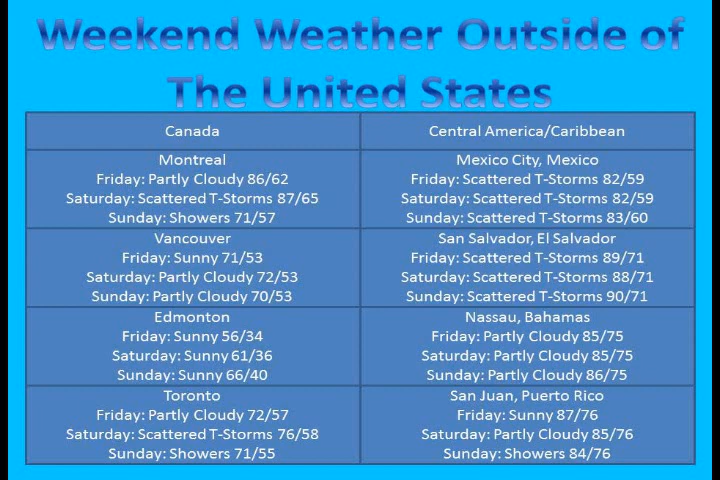 Weekend Weather Outside of
The United States
Canada
Central America/Caribbean
Montreal
Friday: Partly Cloudy 86/62
Saturday: Scattered T-Storms 87/65
Sunday: Showers 71/57
Mexico City, Mexico
Friday: Scattered T-Storms 82/59
Saturday: Scattered T-Storms 82/59
Sunday: Scattered T-Storms 83/60
Vancouver
Friday: Sunny 71/53
Saturday: Partly Cloudy 72/53
Sunday: Partly Cloudy 70/53
San Salvador, El Salvador
Friday: Scattered T-Storms 89/71
Saturday: Scattered T-Storms 88/71
Sunday: Scattered T-Storms 90/71
Edmonton
Friday: Sunny 56/34
Saturday: Sunny 61/36
Sunday: Sunny 66/40
Nassau, Bahamas
Friday: Partly Cloudy 85/75
Saturday: Partly Cloudy 85/75
Sunday: Partly Cloudy 86/75
Toronto
Friday: Partly Cloudy 72/57
Saturday: Scattered T-Storms 76/58
Sunday: Showers 71/55
San Juan, Puerto Rico
Friday: Sunny 87/76
Saturday: Partly Cloudy 85/76
Sunday: Showers 84/76